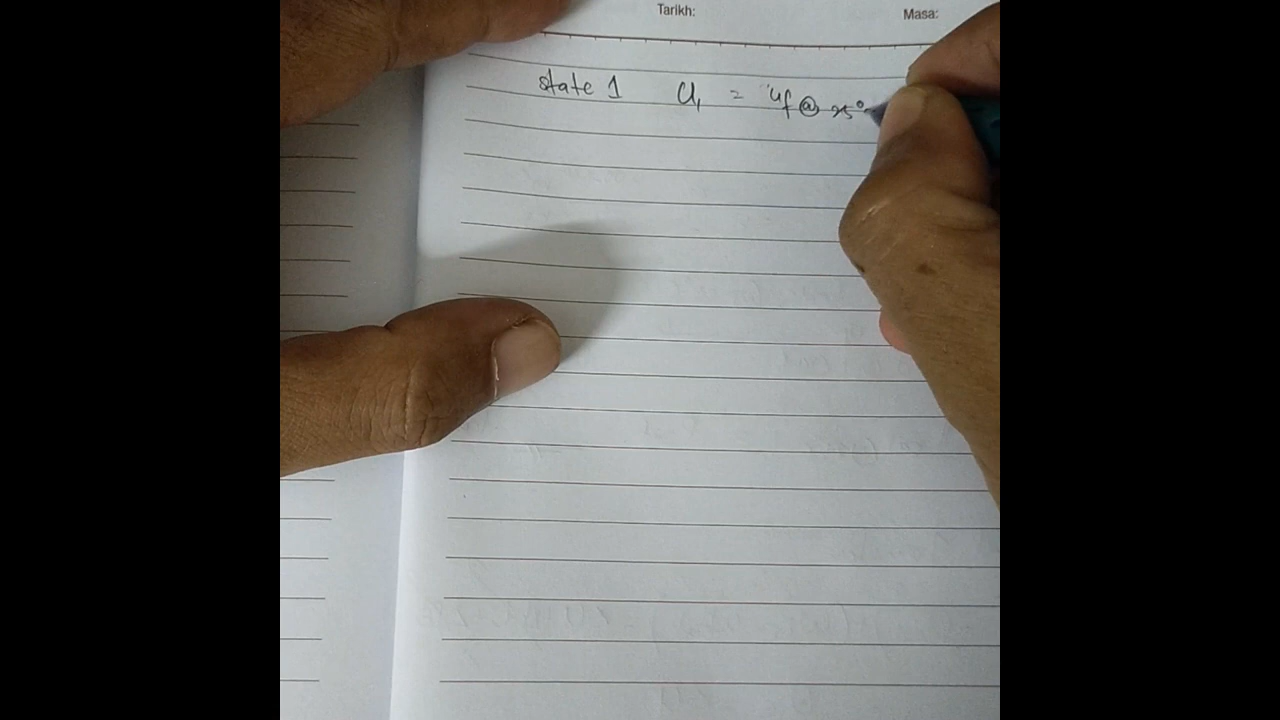 Tarikh: Masa:
state 1 U₁ = uf @ 25°